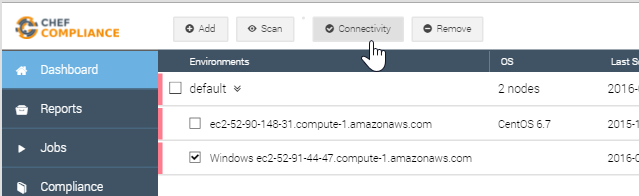 CHEF
COMPLIANCE
Add Scan Connectivity Remove
Dashboard
Reports
Jobs
Compliance
Environments OS Last
default 2 nodes 2016-
ec2-52-90-148-31.compute-1.amazonaws.com CentOS 6.7 2015-1
Windows ec2-52-91-44-47.compute-1.amazonaws.com 2016-